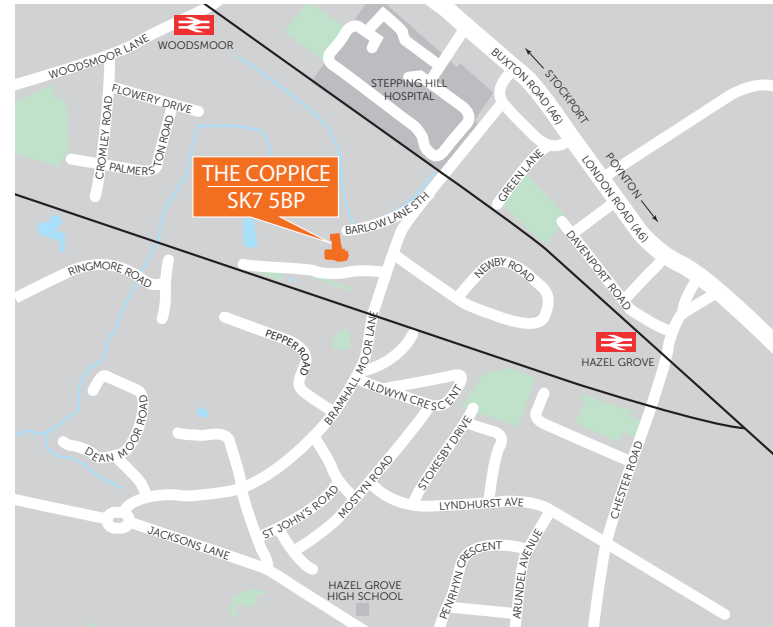 WOODSMOOR LANE
WOODSMOOR
STEPPING HILL
HOSPITAL
BUXTON ROAD (A6)
STOCKPORT
FLOWERY DRIVE
CROMLEY ROAD
PALMERSTON ROAD
THE COPPICE
SK7 5BP
BARLOW LANE STH
GREEN LANE
LONDON ROAD (A6)
POYNTON
DAVENPORT ROAD
NEWBY ROAD
RINGMORE ROAD
PEPPER ROAD
BRAMHALL MOOR LANE
HAZEL GROVE
ALDWYN CRESCENT
DEAN MOOR ROAD
STOKESBY DRIVE
MOSTYN ROAD
ST JOHN'S ROAD
LYNDHURST AVE
CHESTER ROAD
JACKSONS LANE
PENRHYN CRESCENT
ARUNDEL AVENUE
HAZEL GROVE
HIGH SCHOOL